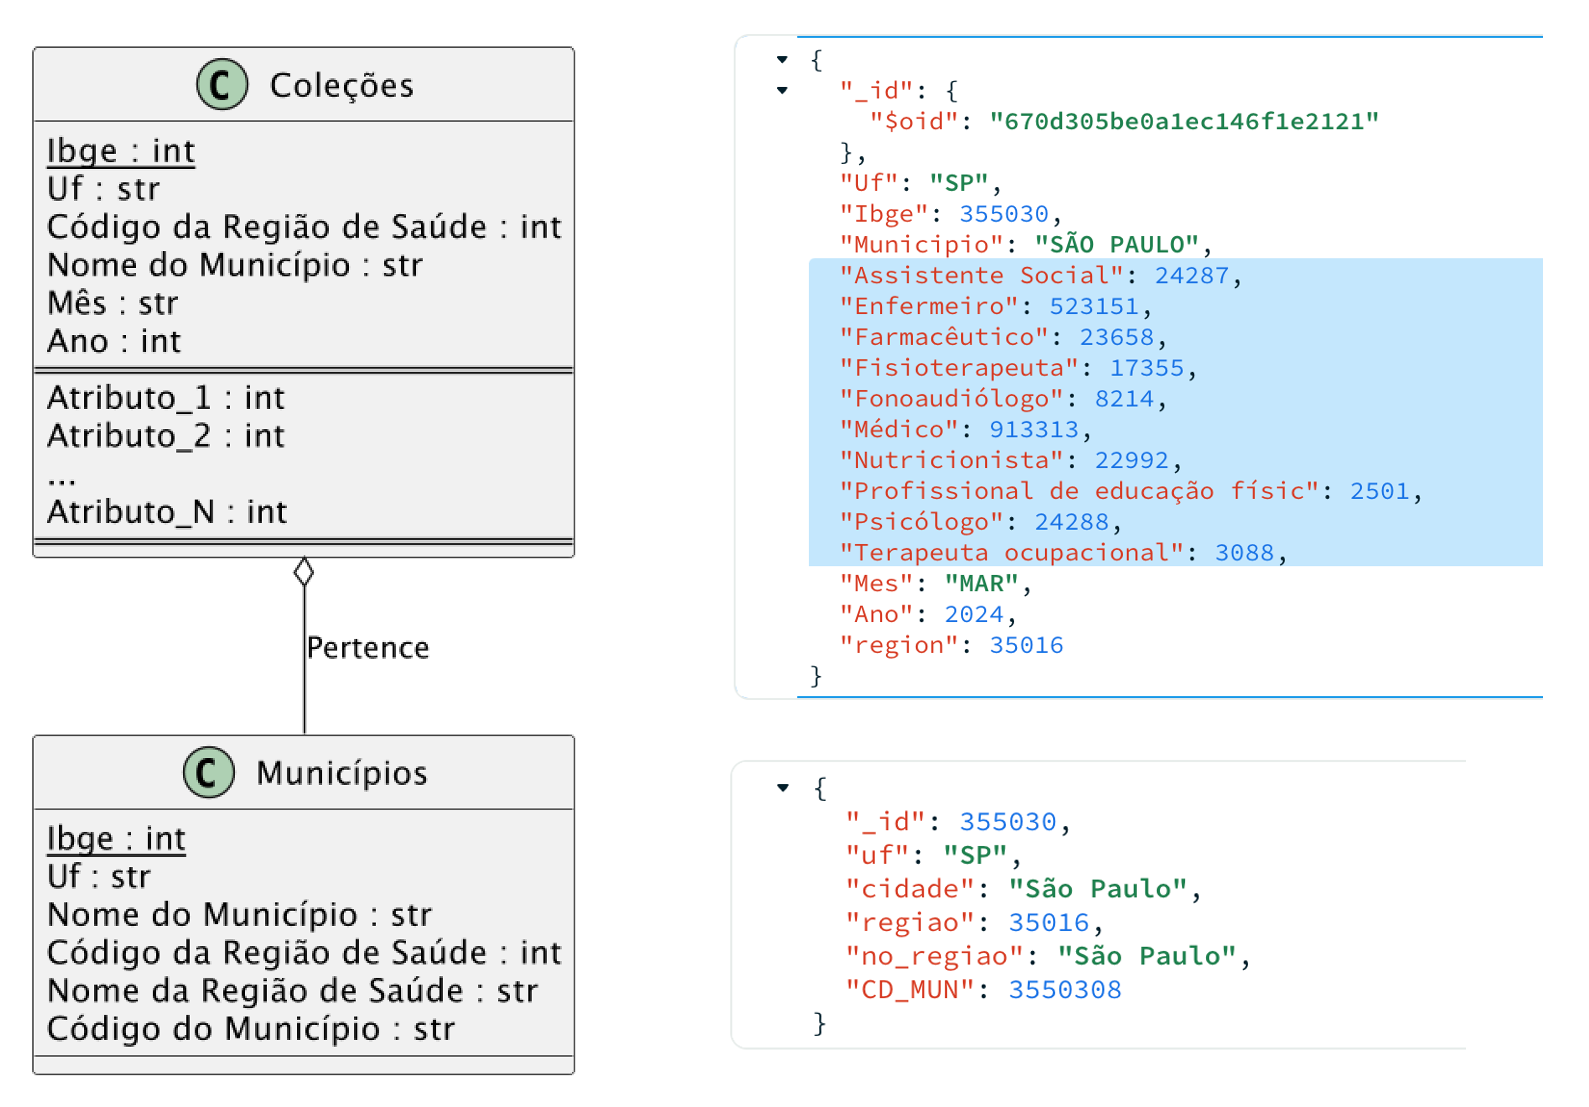 C Coleções
Ibge : int
Uf : str
Código da Região de Saúde : int
Nome do Município : str
Mês : str
Ano : int
Atributo_1 : int
Atributo_2 : int
...
Atributo_N : int
Pertence
C Municípios
Ibge : int
Uf : str
Nome do Município : str
Código da Região de Saúde : int
Nome da Região de Saúde : str
Código do Município : str
{
"_id": {
"$oid": "670d305be0a1ec146f1e2121"
},
"Uf": "SP",
"Ibge": 355030,
"Municipio": "SÃO PAULO",
"Assistente Social": 24287,
"Enfermeiro": 523151,
"Farmacêutico": 23658,
"Fisioterapeuta": 17355,
"Fonoaudiólogo": 8214,
"Médico": 913313,
"Nutricionista": 22992,
"Profissional de educação físic": 2501,
"Psicólogo": 24288,
"Terapeuta ocupacional": 3088,
"Mes": "MAR",
"Ano": 2024,
"region": 35016
}
{
"_id": 355030,
"uf": "SP",
"cidade": "São Paulo",
"regiao": 35016,
"no_regiao": "São Paulo",
"CD_MUN": 3550308
}